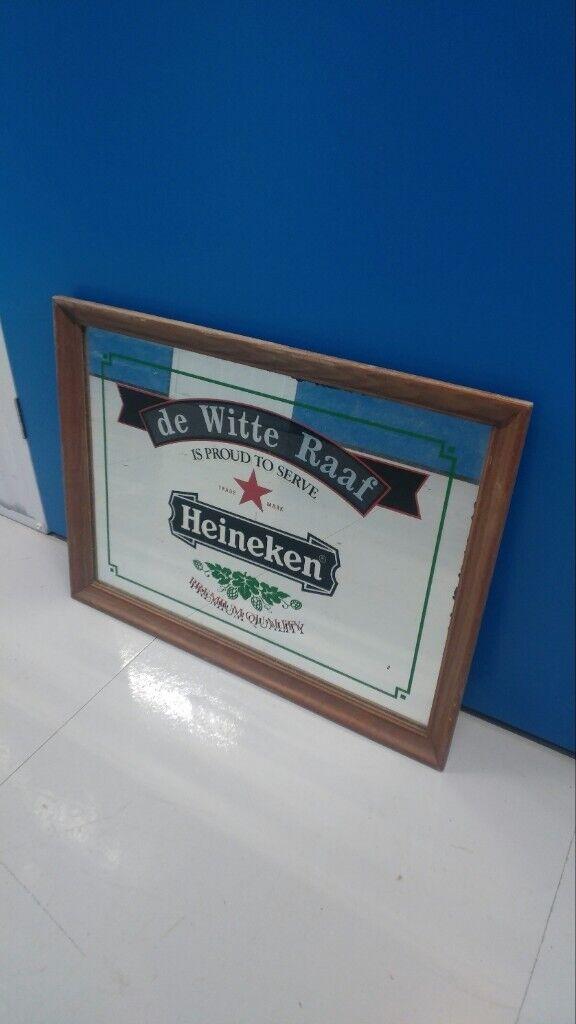 de Witte Raaf
IS PROUD TO SERVE
TRADE MARK
Heineken®
PREMIUM QUALITY